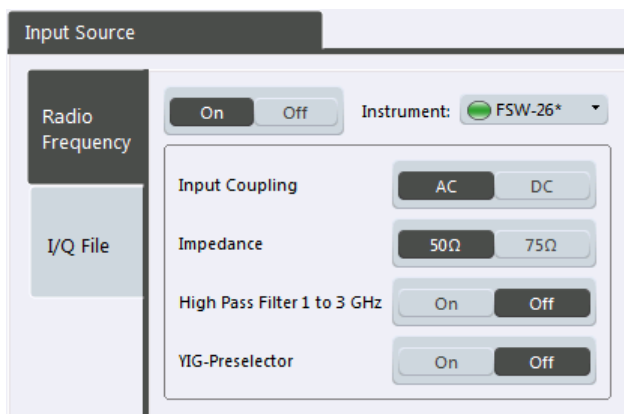 Input Source
Radio
Frequency
I/Q File
On Off Instrument: FSW-26*
Input Coupling AC DC
Impedance 50Ω 75Ω
High Pass Filter 1 to 3 GHz On Off
YIG-Preselector On Off